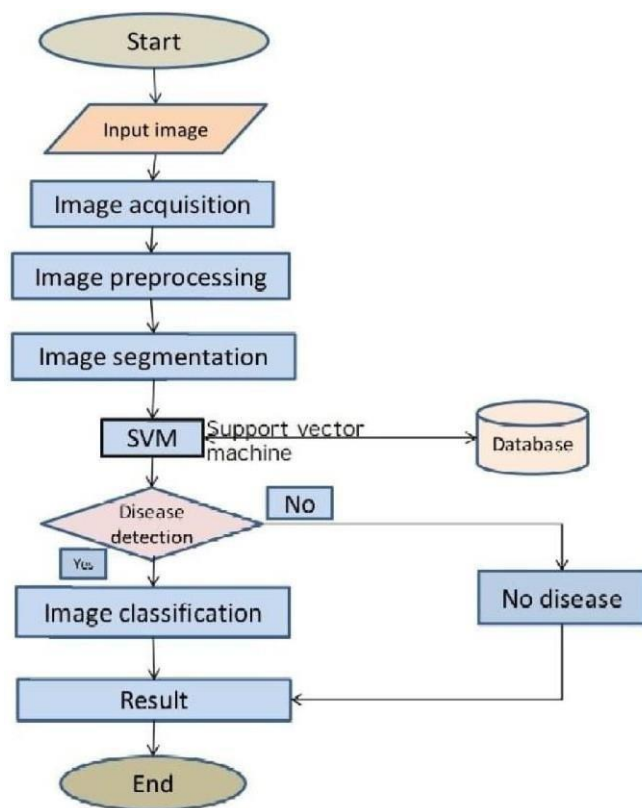 Start
Input image
Image acquisition
Image preprocessing
Image segmentation
SVM
Support vector
machine
Database
Disease
detection
No
Yes
Image classification
No disease
Result
End